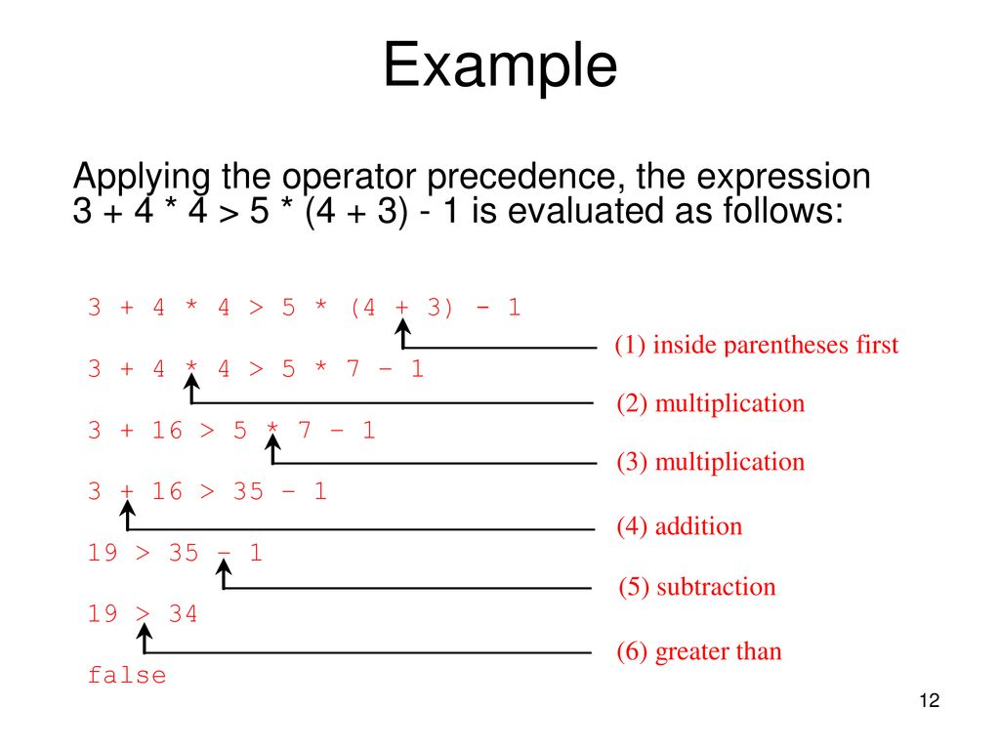 Example
Applying the operator precedence, the expression
3 + 4 * 4 > 5 * (4 + 3) - 1 is evaluated as follows:
3 + 4 * 4 > 5 * (4 + 3) - 1
(1) inside parentheses first
3 + 4 * 4 > 5 * 7 – 1
(2) multiplication
3 + 16 > 5 * 7 – 1
(3) multiplication
3 + 16 > 35 – 1
(4) addition
19 > 35 – 1
(5) subtraction
19 > 34
(6) greater than
false
12